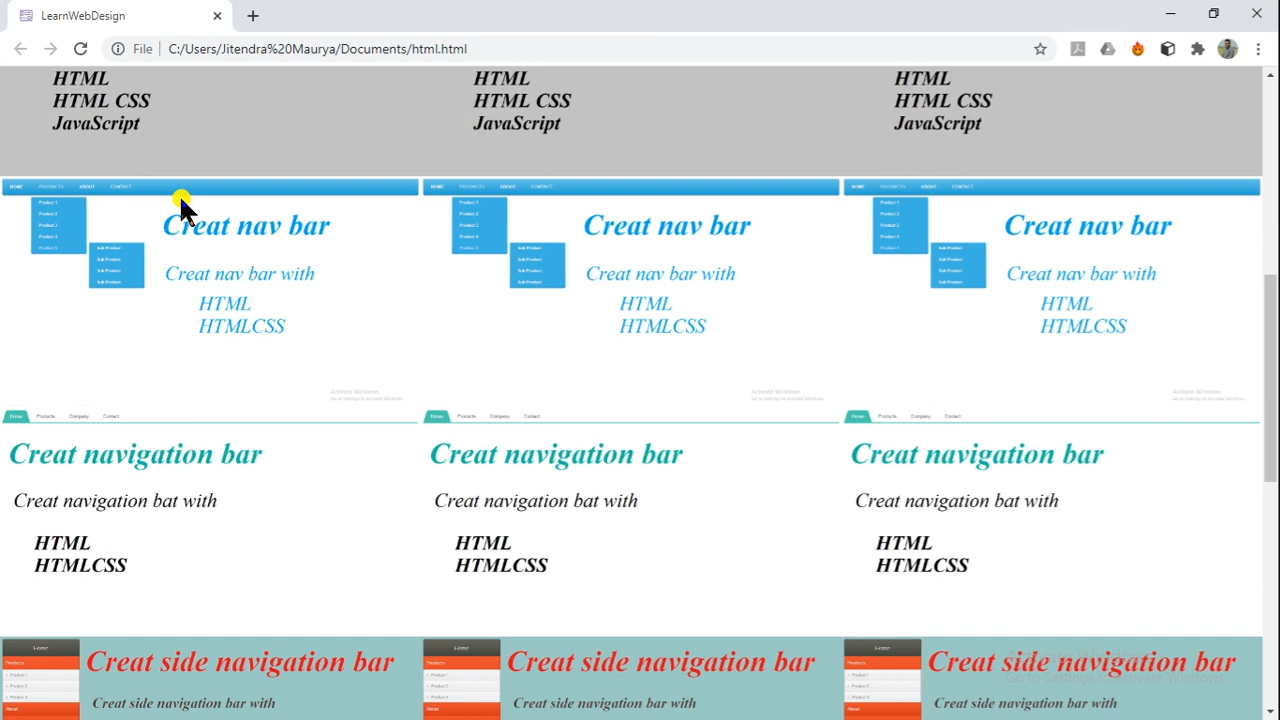 LearnWebDesign
File
C:/Users/Jitendra%20Maurya/Documents/html.html
HTML
HTML CSS
JavaScript
HTML
HTML CSS
JavaScript
HTML
HTML CSS
JavaScript
HOME PRODUCTS ABOUT CONTACT
Product 1
Product 2
Product 3
Product 4
Product 5
Sub Product
Sub Product
Sub Product
Sub Product
Creat nav bar
Creat nav bar with
HTML
HTMLCSS
Activate Windows
Go to Settings to activate Windows.
HOME PRODUCTS ABOUT CONTACT
Product 1
Product 2
Product 3
Product 4
Product 5
Sub Product
Sub Product
Sub Product
Sub Product
Creat nav bar
Creat nav bar with
HTML
HTMLCSS
Activate Windows
Go to Settings to activate Windows.
HOME PRODUCTS ABOUT CONTACT
Product 1
Product 2
Product 3
Product 4
Product 5
Sub Product
Sub Product
Sub Product
Sub Product
Creat nav bar
Creat nav bar with
HTML
HTMLCSS
Activate Windows
Go to Settings to activate Windows.
Home Products Company Contact
Creat navigation bar
Creat navigation bat with
HTML
HTMLCSS
Home Products Company Contact
Creat navigation bar
Creat navigation bat with
HTML
HTMLCSS
Home Products Company Contact
Creat navigation bar
Creat navigation bat with
HTML
HTMLCSS
Home
Products
Product 1
Product 2
Product 3
About
Creat side navigation bar
Creat side navigation bar with
Home
Products
Product 1
Product 2
Product 3
About
Creat side navigation bar
Creat side navigation bar with
Home
Products
Product 1
Product 2
Product 3
About
Creat side navigation bar
Creat side navigation bar with
Activate Windows
Go to Settings to activate Windows.